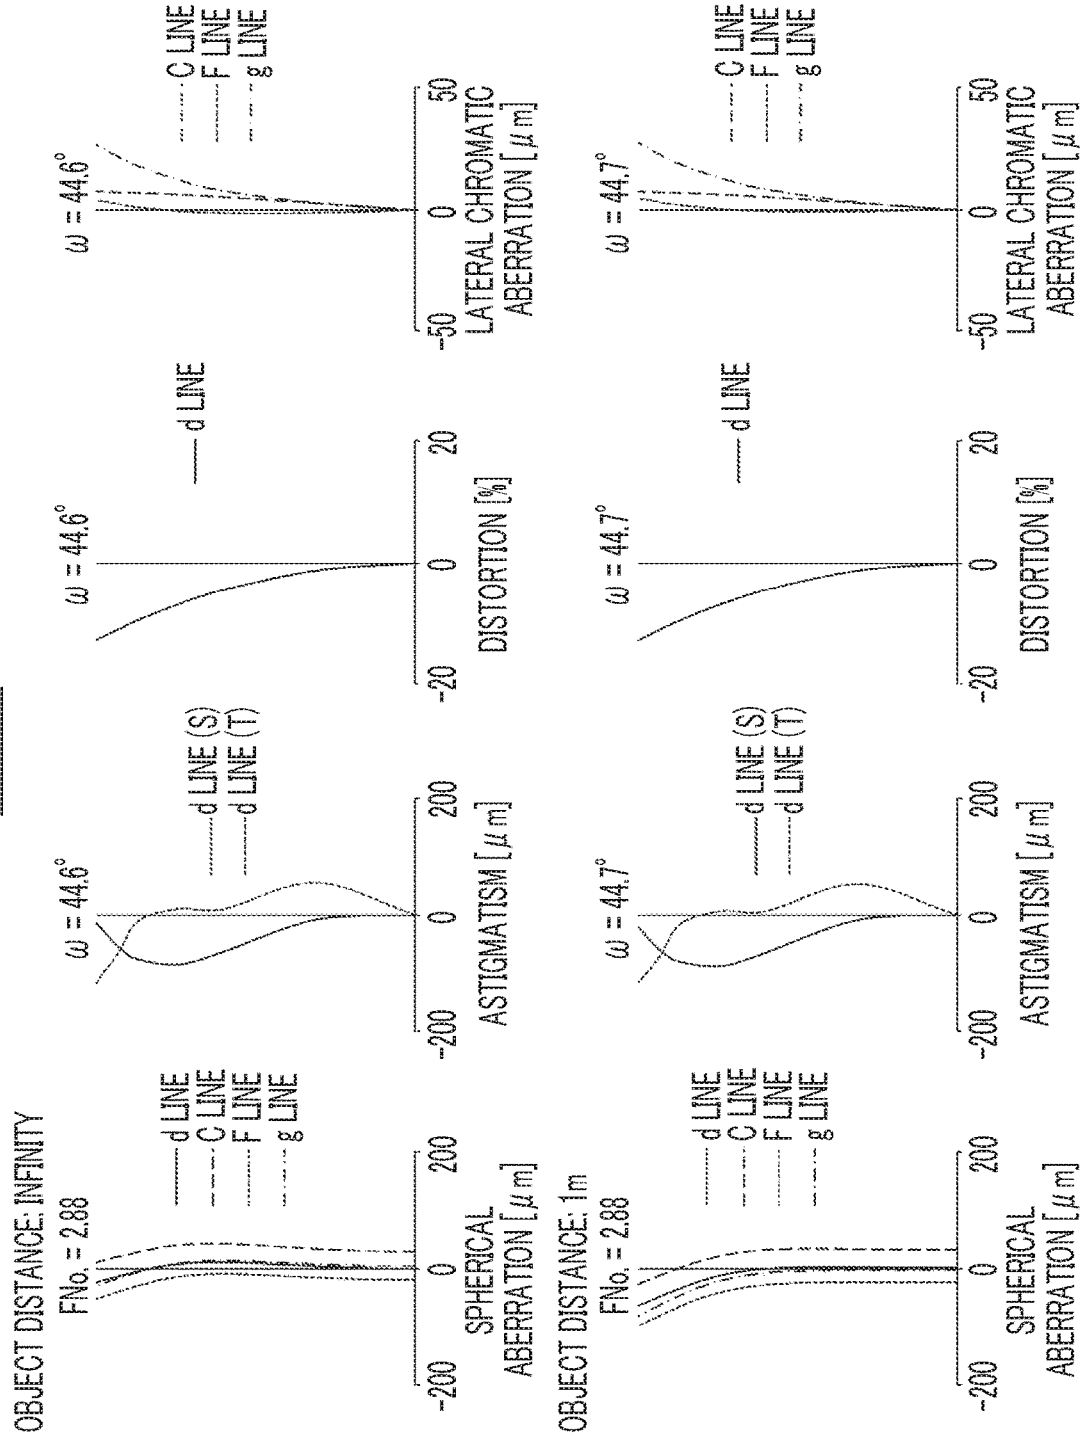 OBJECT DISTANCE: INFINITY
FNo. = 2.88
d LINE
C LINE
F LINE
g LINE
-200
0
200
SPHERICAL
ABERRATION [μm]
ω = 44.6°
d LINE (S)
d LINE (T)
-200
0
200
ASTIGMATISM [μm]
ω = 44.6°
d LINE
-20
0
20
DISTORTION [%]
ω = 44.6°
C LINE
F LINE
g LINE
-50
0
50
LATERAL CHROMATIC
ABERRATION [μm]
OBJECT DISTANCE: 1m
FNo. = 2.88
d LINE
C LINE
F LINE
g LINE
-200
0
200
SPHERICAL
ABERRATION [μm]
ω = 44.7°
d LINE (S)
d LINE (T)
-200
0
200
ASTIGMATISM [μm]
ω = 44.7°
d LINE
-20
0
20
DISTORTION [%]
ω = 44.7°
C LINE
F LINE
g LINE
-50
0
50
LATERAL CHROMATIC
ABERRATION [μm]